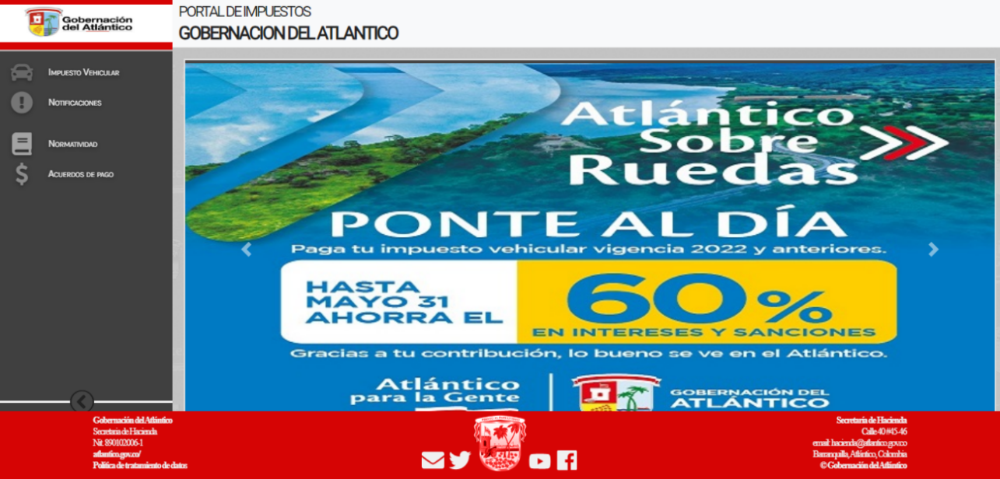 Gobernación
del Atlántico
PORTAL DE IMPUESTOS
GOBERNACION DEL ATLANTICO
IMPUESTO VEHICULAR
NOTIFICACIONES
NORMATIVIDAD
ACUERDOS DE PAGO
Atlántico
Sobre
Ruedas
PONTE AL DÍA
Paga tu impuesto vehicular vigencia 2022 y anteriores.
HASTA
MAYO 31
AHORRA EL
60%
EN INTERESES Y SANCIONES
Gracias a tu contribución, lo bueno se ve en el Atlántico.
Atlántico
para la Gente
GOBERNACIÓN DEL
ATLÁNTICO
Gobernación del Atlántico
Secretaria de Hacienda
Nit. 890102006-1
atlantico.gov.co/
Política de tratamiento de datos
Secretaría de Hacienda
Calle 40 #45-46
email: hacienda@atlantico.gov.co
Barranquilla, Atlántico, Colombia
© Gobernación del Atlántico